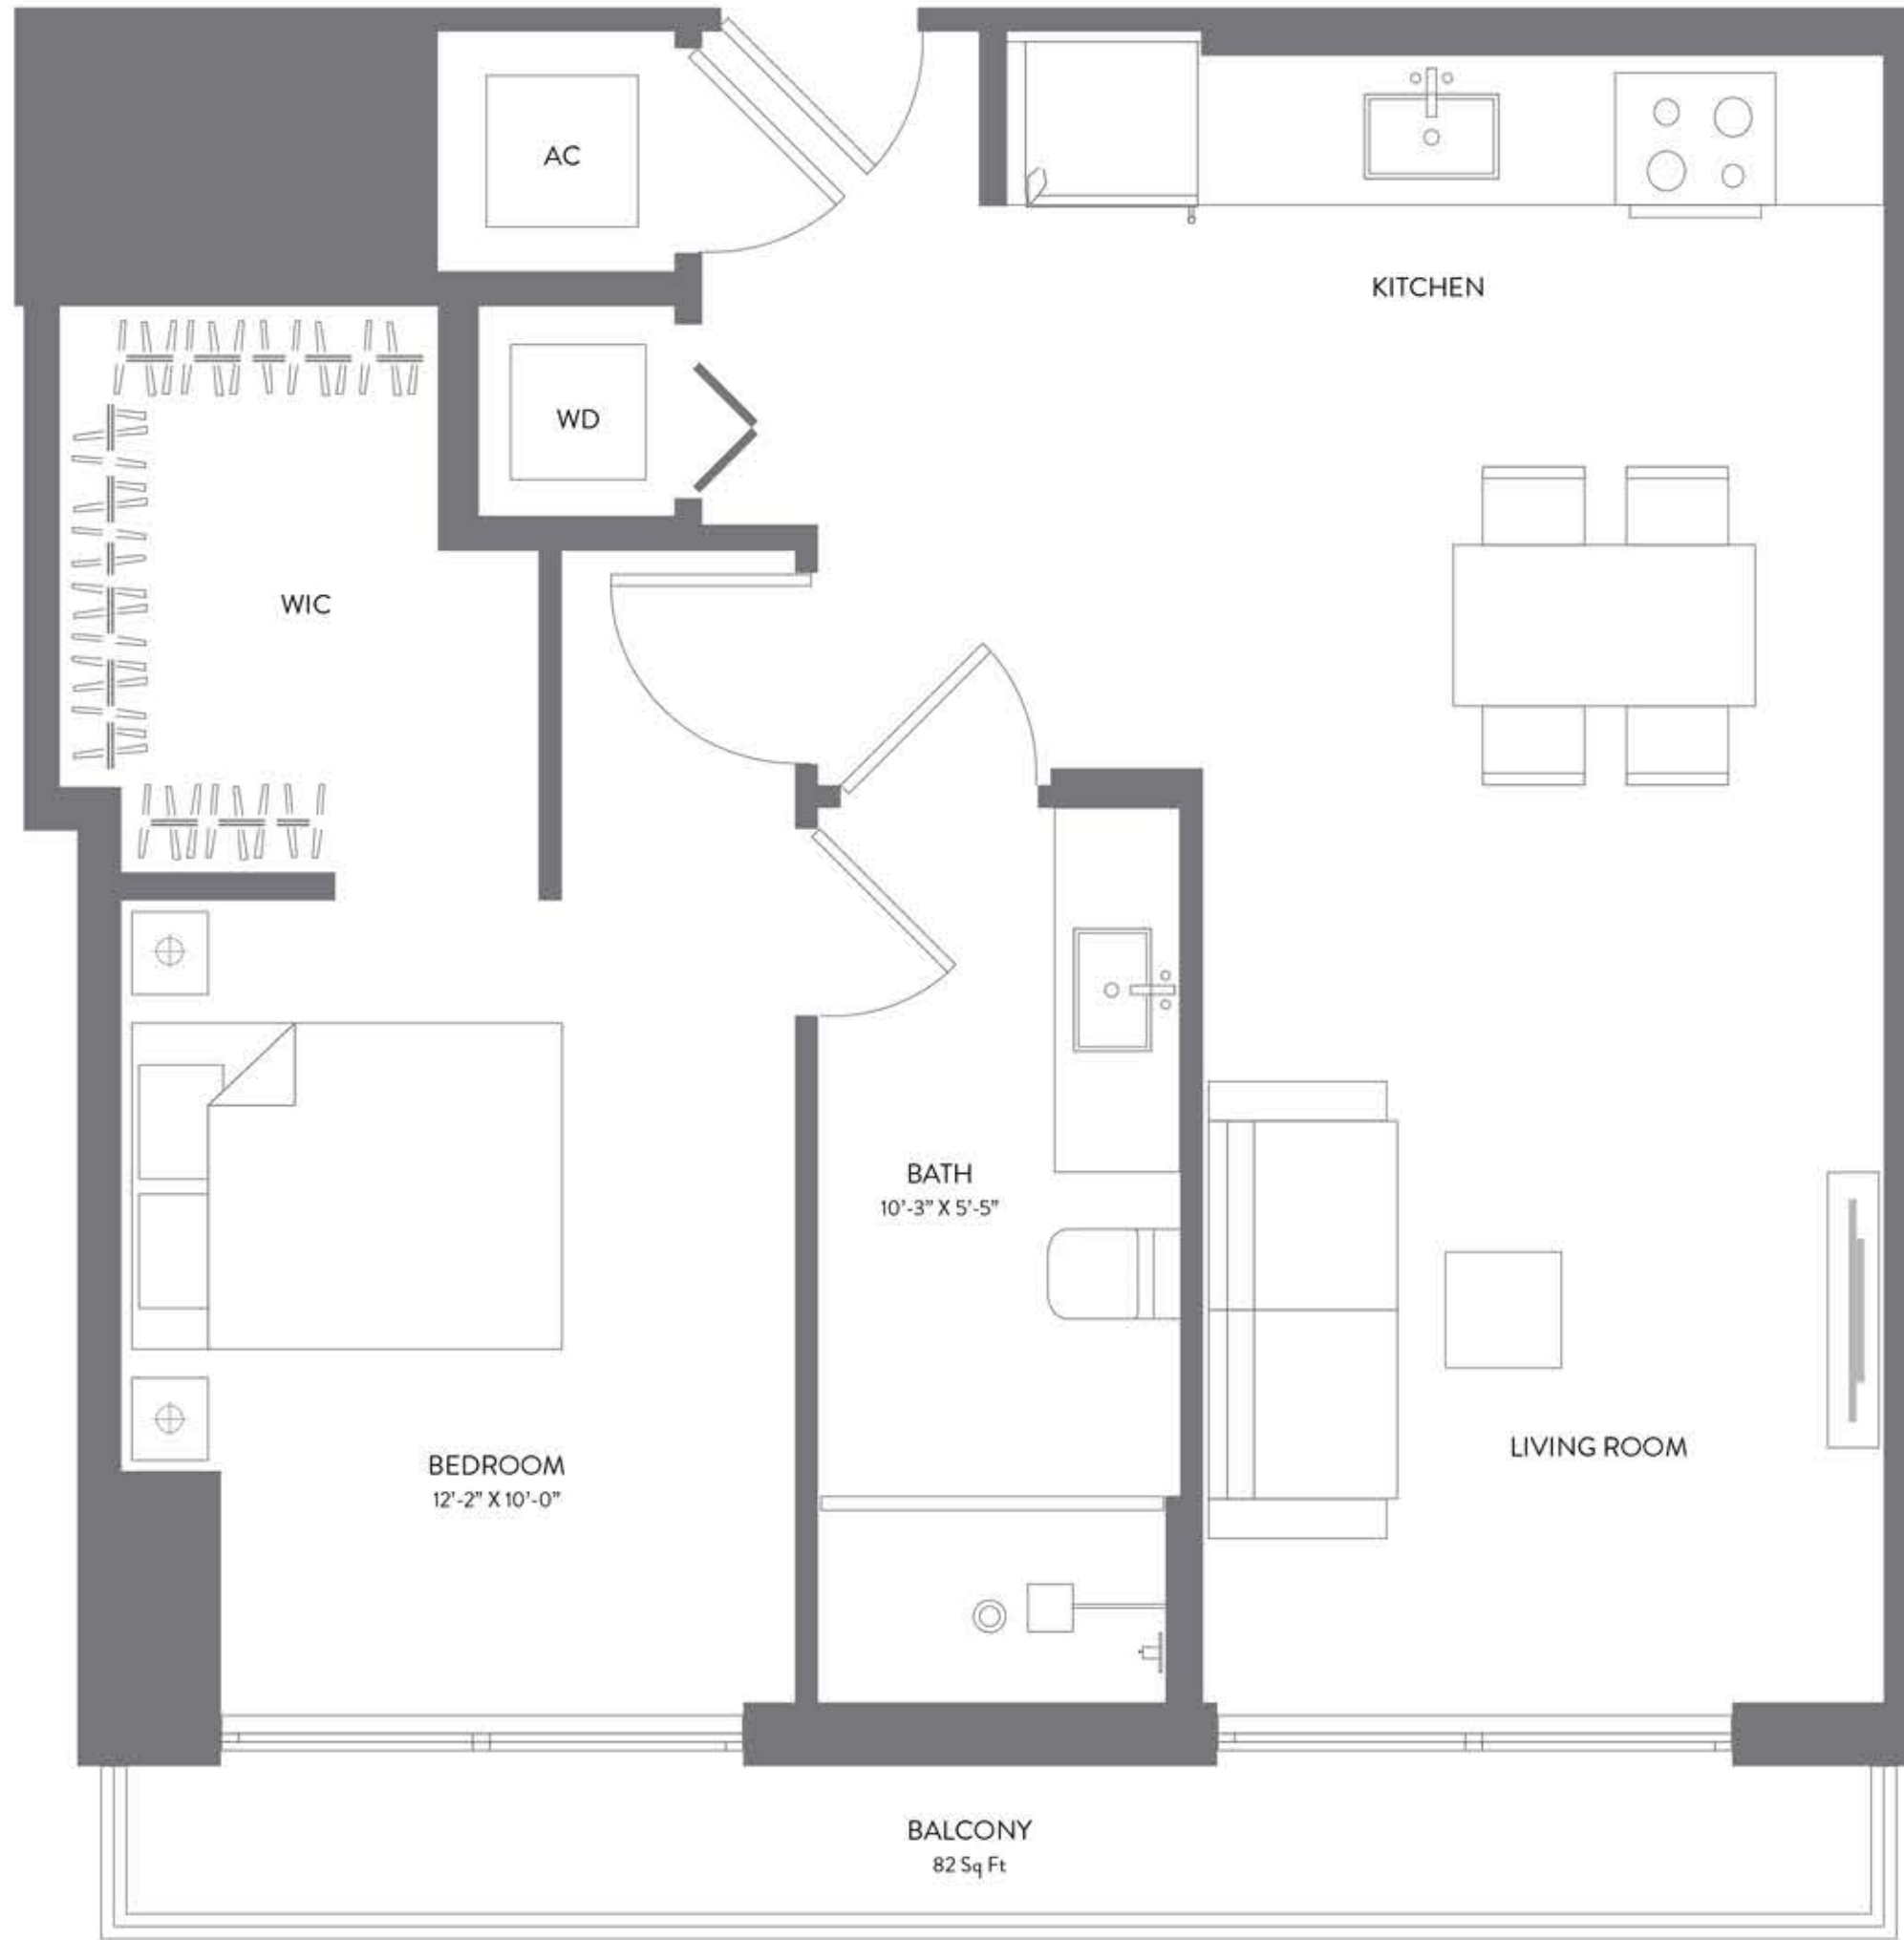 AC
KITCHEN
WD
WIC
BATH
10’-3” X 5’-5”
LIVING ROOM
BEDROOM
12’-2” X 10’-0”
BALCONY
82 Sq Ft